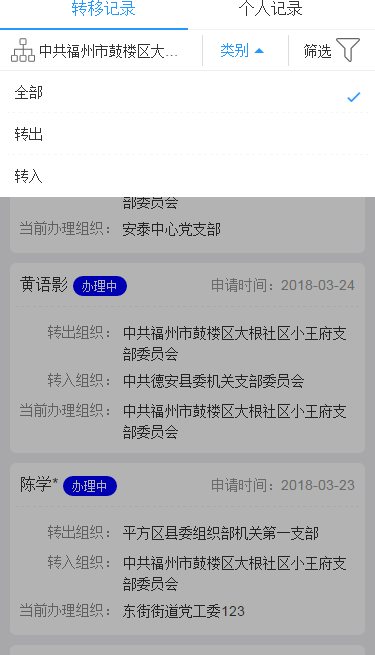 转移记录 个人记录
中共福州市鼓楼区大... 类别 筛选
全部
转出
转入
部委员会
当前办理组织： 安泰中心党支部
黄语影 办理中 申请时间：2018-03-24
转出组织： 中共福州市鼓楼区大根社区小王府支
部委员会
转入组织： 中共德安县委机关支部委员会
当前办理组织： 中共福州市鼓楼区大根社区小王府支
部委员会
陈学* 办理中 申请时间：2018-03-23
转出组织： 平方区县委组织部机关第一支部
转入组织： 中共福州市鼓楼区大根社区小王府支
部委员会
当前办理组织： 东街街道党工委123